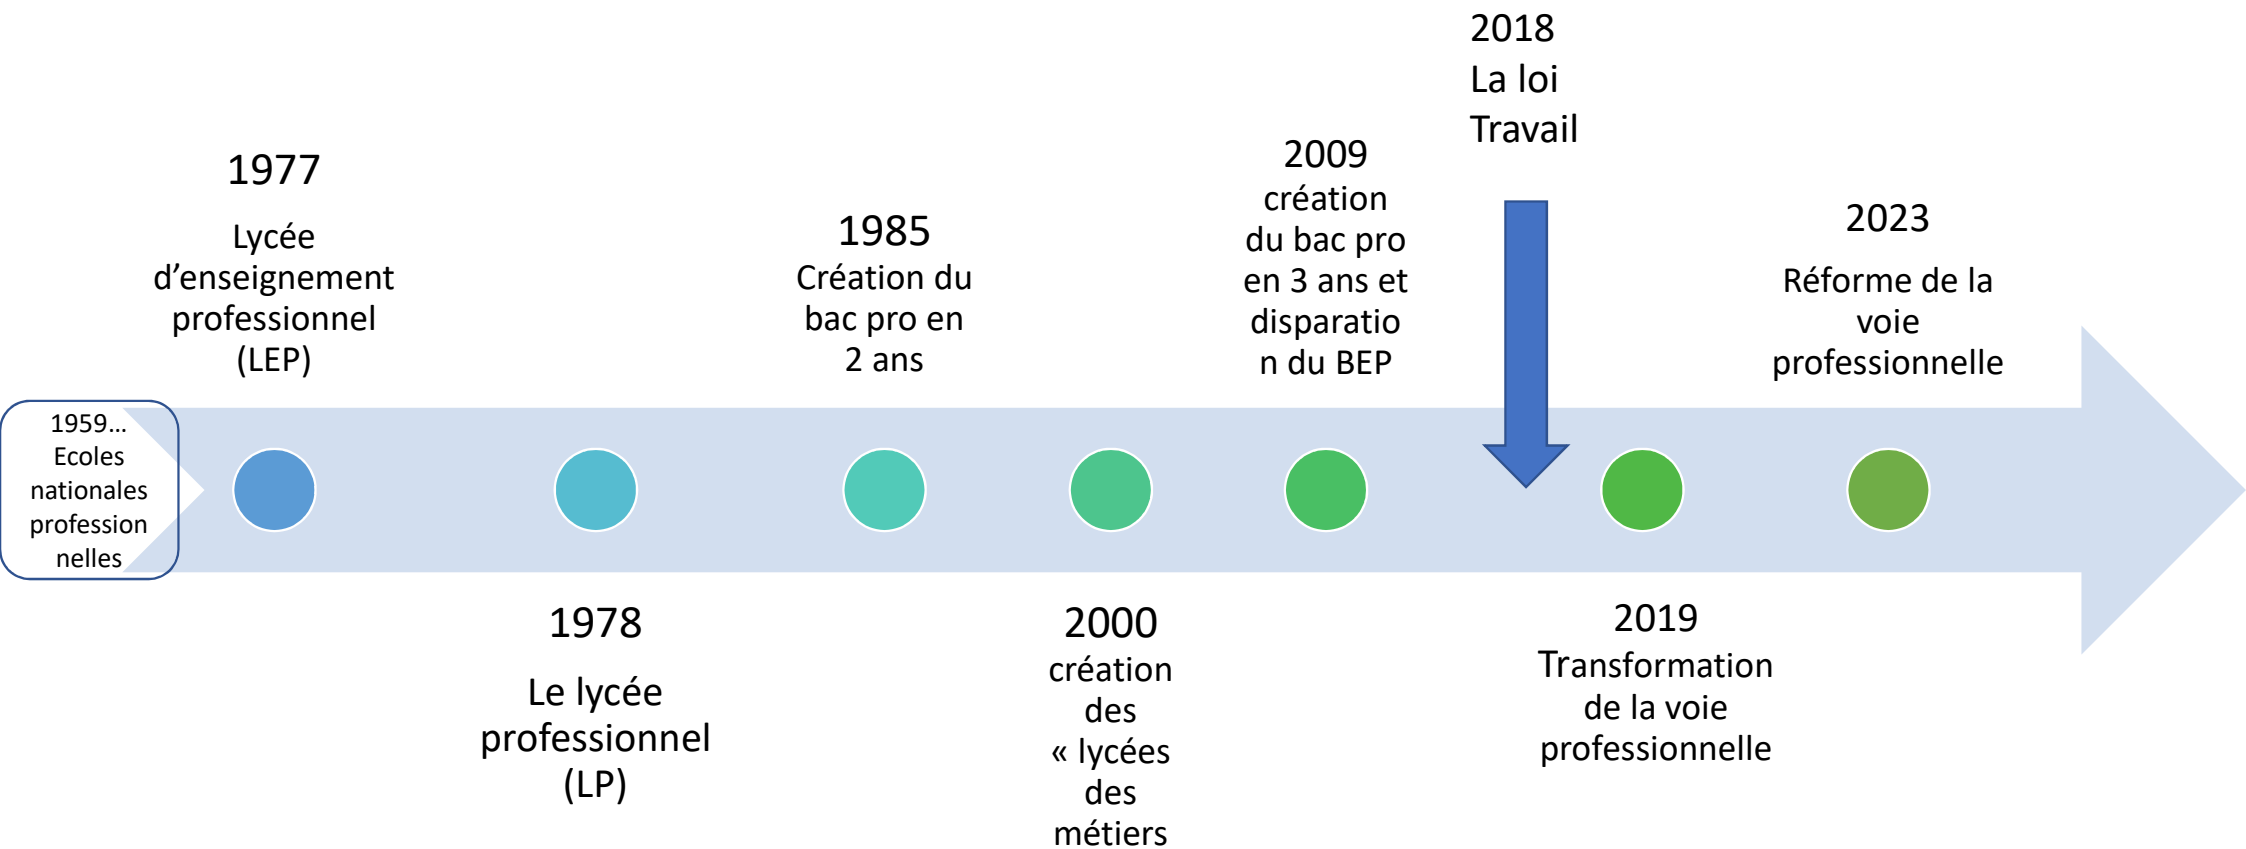 1959...
Ecoles
nationales
profession
nelles
1977
Lycée
d’enseignement
professionnel
(LEP)
1978
Le lycée
professionnel
(LP)
1985
Création du
bac pro en
2 ans
2000
création
des
« lycées
des
métiers
2009
création
du bac pro
en 3 ans et
disparatio
n du BEP
2018
La loi
Travail
2019
Transformation
de la voie
professionnelle
2023
Réforme de la
voie
professionnelle